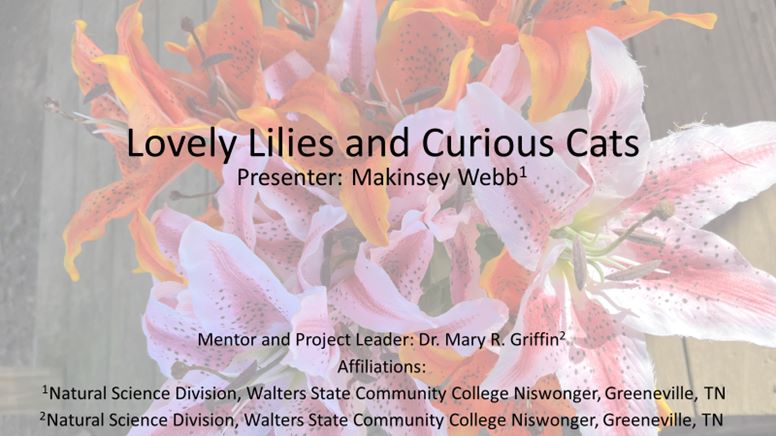 Lovely Lilies and Curious Cats
Presenter: Makinsey Webb¹
Mentor and Project Leader: Dr. Mary R. Griffin²
Affiliations:
¹Natural Science Division, Walters State Community College Niswonger, Greeneville, TN
²Natural Science Division, Walters State Community College Niswonger, Greeneville, TN